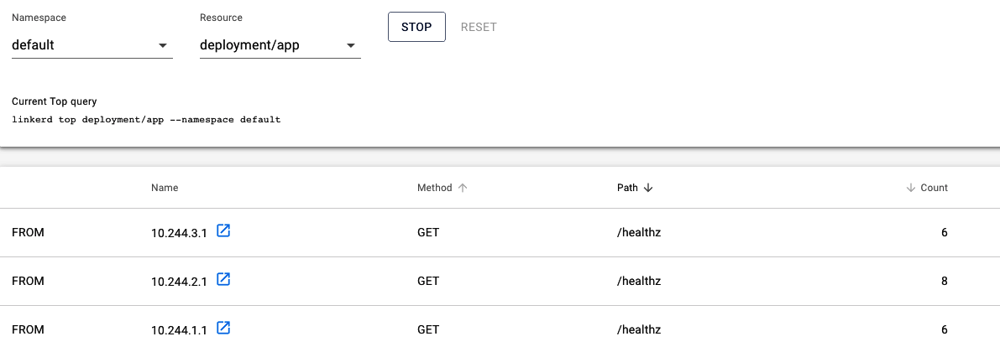 Namespace Resource
default deployment/app STOP RESET
Current Top query
linkerd top deployment/app --namespace default
Name Method Path Count
FROM 10.244.3.1 GET /healthz 6
FROM 10.244.2.1 GET /healthz 8
FROM 10.244.1.1 GET /healthz 6